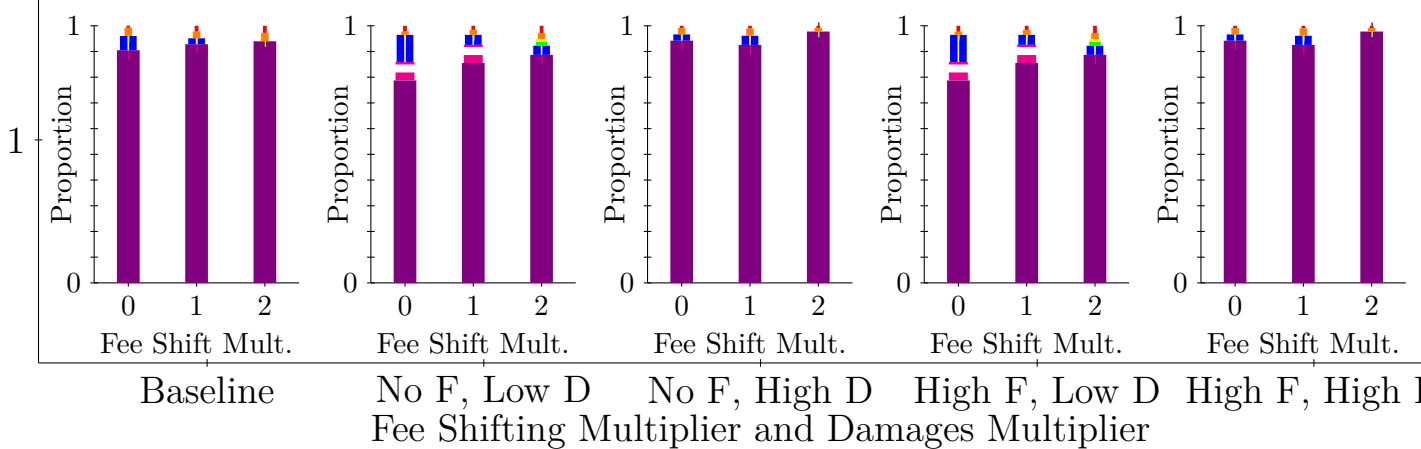 1 1 1 1 1
Proportion Proportion Proportion Proportion Proportion
1
0 0 0 0 0
0 1 2 0 1 2 0 1 2 0 1 2 0 1 2
Fee Shift Mult. Fee Shift Mult. Fee Shift Mult. Fee Shift Mult. Fee Shift Mult.
Baseline No F, Low D No F, High D High F, Low D High F, High
Fee Shifting Multiplier and Damages Multiplier